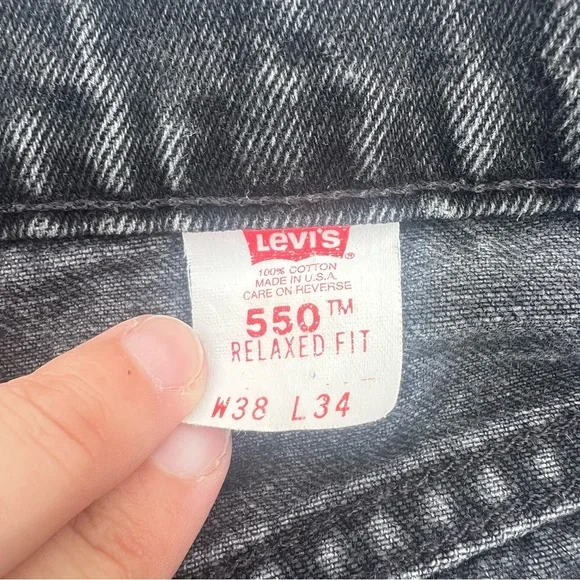 Levi's ®
100% COTTON
MADE IN U.S.A.
CARE ON REVERSE
550™
RELAXED FIT
W38 L34